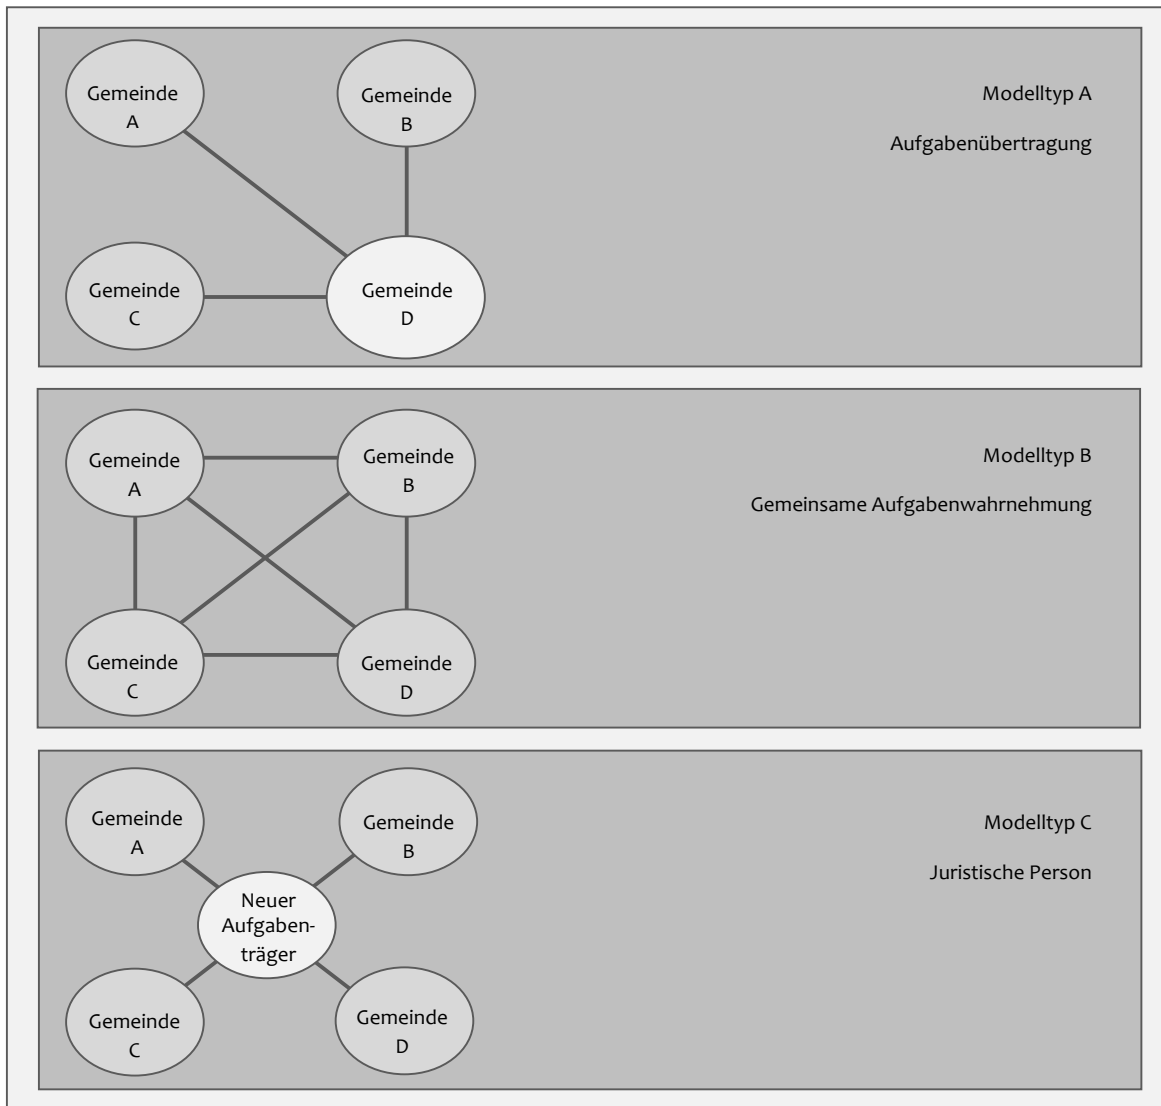 Gemeinde
A
Gemeinde
B
Modelltyp A
Aufgabenübertragung
Gemeinde
C
Gemeinde
D
Gemeinde
A
Gemeinde
B
Modelltyp B
Gemeinsame Aufgabenwahrnehmung
Gemeinde
C
Gemeinde
D
Gemeinde
A
Gemeinde
B
Modelltyp C
Juristische Person
Neuer
Aufgaben-
träger
Gemeinde
C
Gemeinde
D